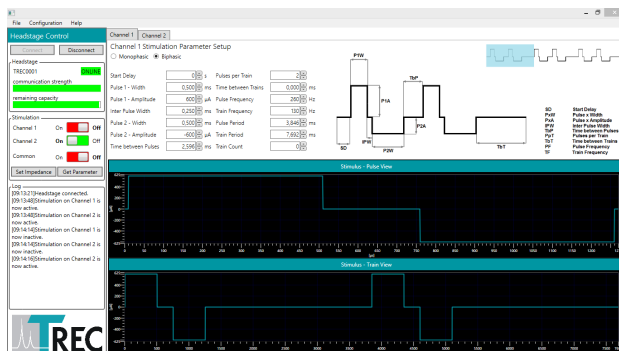 File Configuration Help
Headstage Control
Connect Disconnect
Headstage
TREC0001 ONLINE
communication strength
remaining capacity
Stimulation
Channel 1 On Off
Channel 2 On Off
Common On Off
Set Impedance Get Parameter
Log
[09:13:21]Headstage connected.
[09:13:48]Stimulation on Channel 1 is
now active.
[09:13:48]Stimulation on Channel 2 is
now active.
[09:14:14]Stimulation on Channel 1 is
now inactive.
[09:14:14]Stimulation on Channel 2 is
now inactive.
[09:14:16]Stimulation on Channel 2 is
now active.
TREC
Channel 1 Channel 2
Channel 1 Stimulation Parameter Setup
Monophasic Biphasic
Start Delay 0 s Pulses per Train 2
Pulse 1 - Width 0,500 ms Time between Trains 0,000 ms
Pulse 1 - Amplitude 600 µA Pulse Frequency 260 Hz
Inter Pulse Width 0,250 ms Train Frequency 130 Hz
Pulse 2 - Width 0,500 ms Pulse Period 3,846 ms
Pulse 2 - Amplitude -600 µA Train Period 7,692 ms
Time between Pulses 2,596 ms Train Count 0
P1W
TbP
P1A
P2A
IPW
SD
P2W
TbT
SD Start Delay
PxW Pulse x Width
PxA Pulse x Amplitude
IPW Inter Pulse Width
TbP Time between Pulses
PpT Pulses per Train
TbT Time between Trains
PF Pulse Frequency
TF Train Frequency
Stimulus - Pulse View
Stimulus - Train View